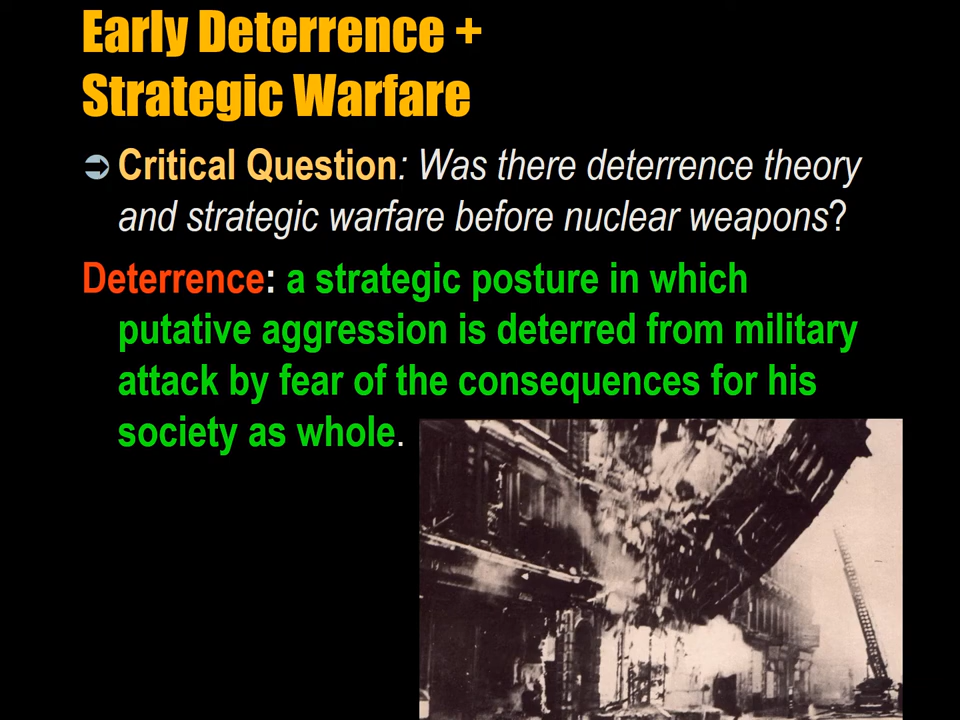 Early Deterrence +
Strategic Warfare
Critical Question: Was there deterrence theory
and strategic warfare before nuclear weapons?
Deterrence: a strategic posture in which
putative aggression is deterred from military
attack by fear of the consequences for his
society as whole.